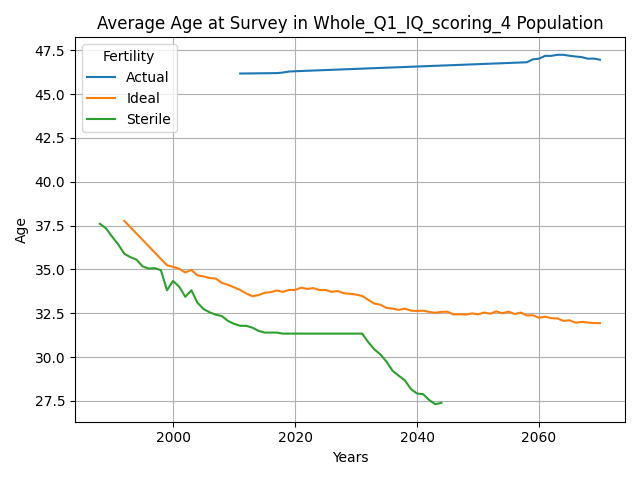 Average Age at Survey in Whole_Q1_IQ_scoring_4 Population
Fertility
Actual
Ideal
Sterile
47.5
45.0
42.5
40.0
37.5
35.0
32.5
30.0
27.5
Age
2000
2020
2040
2060
Years